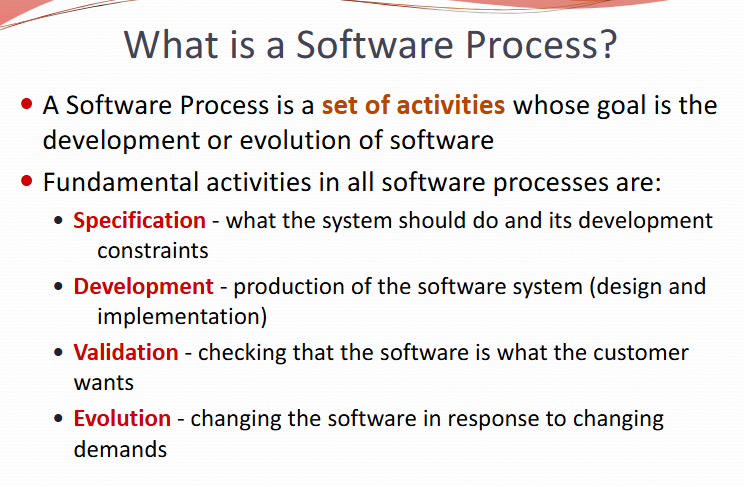 What is a Software Process?
• A Software Process is a set of activities whose goal is the
development or evolution of software
• Fundamental activities in all software processes are:
• Specification - what the system should do and its development
constraints
• Development - production of the software system (design and
implementation)
• Validation - checking that the software is what the customer
wants
• Evolution - changing the software in response to changing
demands